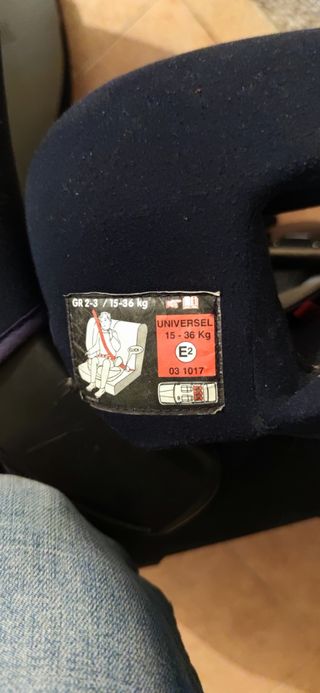 GR 2-3 / 15-36 kg
UNIVERSEL
15 - 36 Kg
E2
03 1017